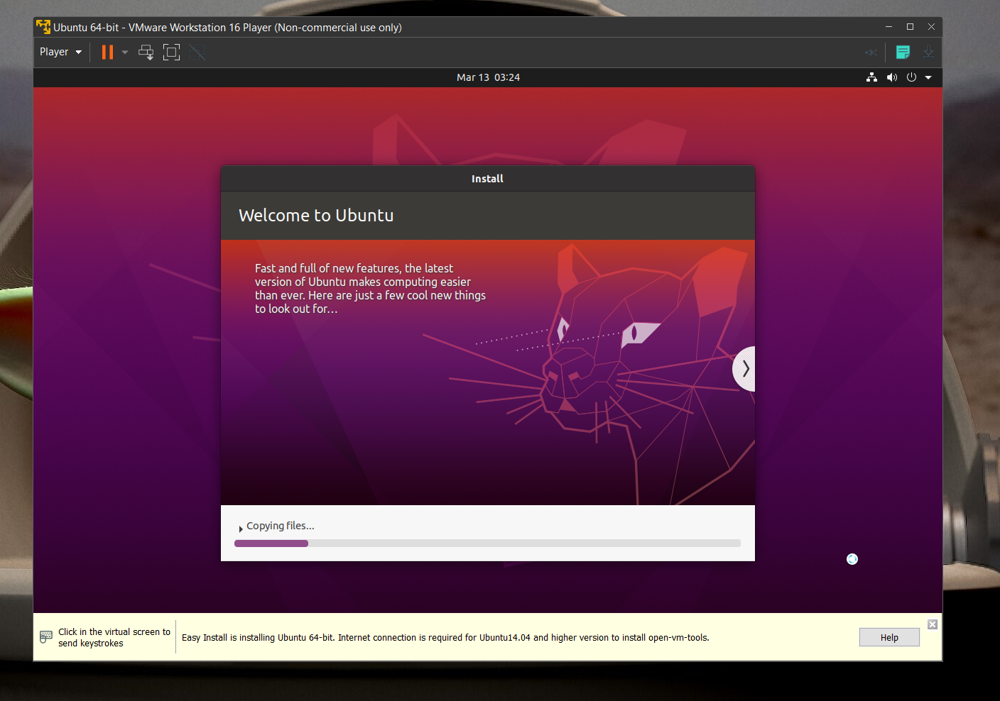 Ubuntu 64-bit - VMware Workstation 16 Player (Non-commercial use only)
Player
Mar 13 03:24
Install
Welcome to Ubuntu
Fast and full of new features, the latest
version of Ubuntu makes computing easier
than ever. Here are just a few cool new things
to look out for...
Copying files...
Click in the virtual screen to
send keystrokes
Easy Install is installing Ubuntu 64-bit. Internet connection is required for Ubuntu14.04 and higher version to install open-vm-tools.
Help